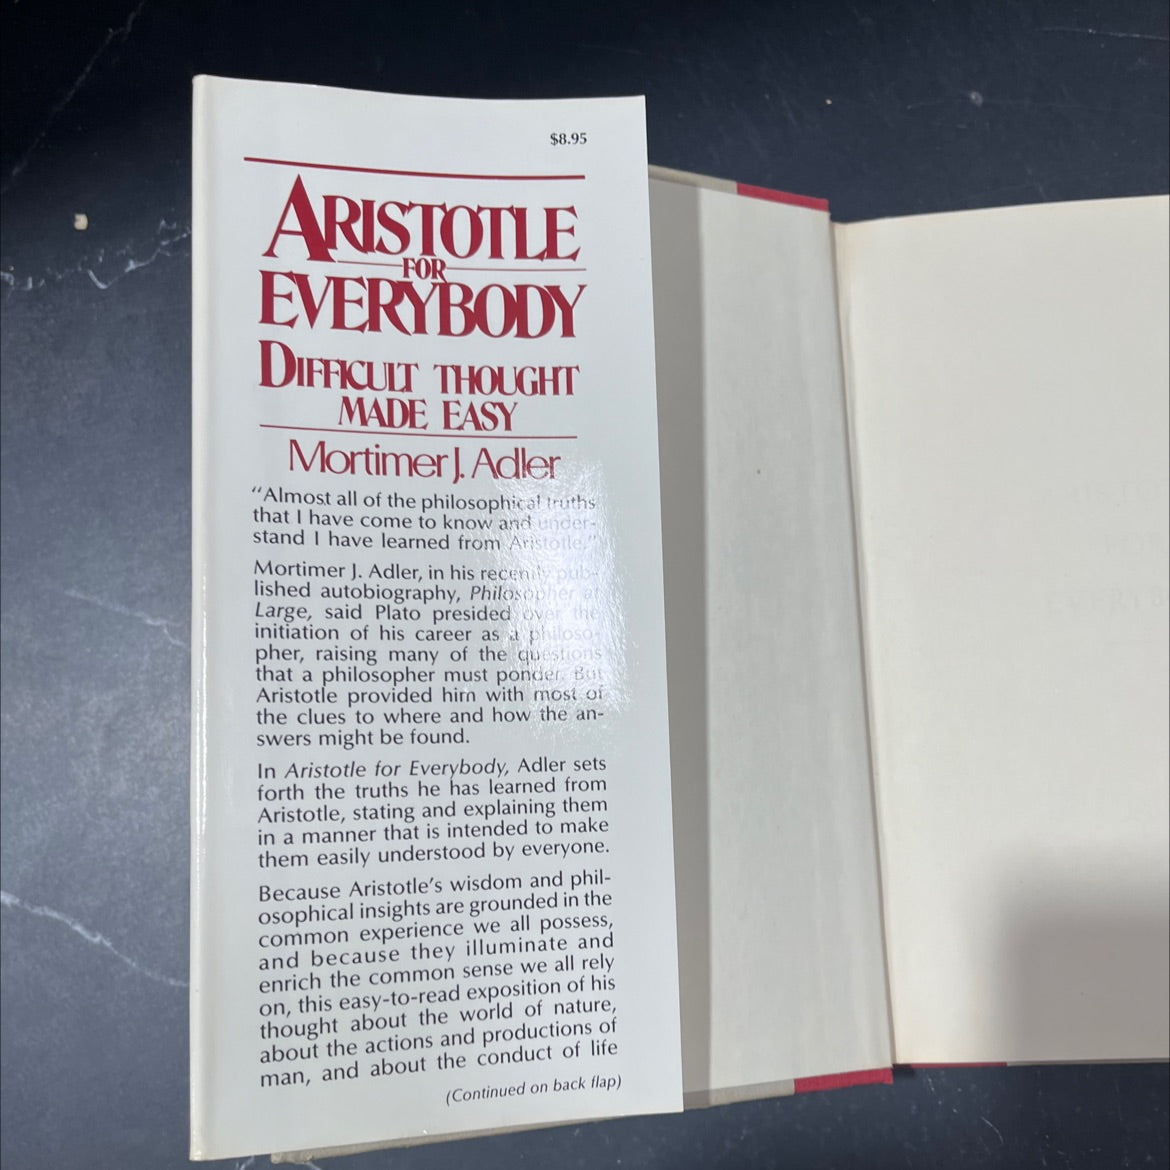 $8.95
ARISTOTLE
FOR
EVERYBODY
DIFFICULT THOUGHT
MADE EASY
Mortimer J. Adler
"Almost all of the philosophical truths
that I have come to know and under-
stand I have learned from Aristotle."
Mortimer J. Adler, in his recently pub-
lished autobiography, Philosopher at
Large, said Plato presided over the
initiation of his career as a philoso-
pher, raising many of the questions
that a philosopher must ponder. But
Aristotle provided him with most of
the clues to where and how the an-
swers might be found.
In Aristotle for Everybody, Adler sets
forth the truths he has learned from
Aristotle, stating and explaining them
in a manner that is intended to make
them easily understood by everyone.
Because Aristotle's wisdom and phil-
osophical insights are grounded in the
common experience we all possess,
and because they illuminate and
enrich the common sense we all rely
on, this easy-to-read exposition of his
thought about the world of nature,
about the actions and productions of
man, and about the conduct of life
(Continued on back flap)